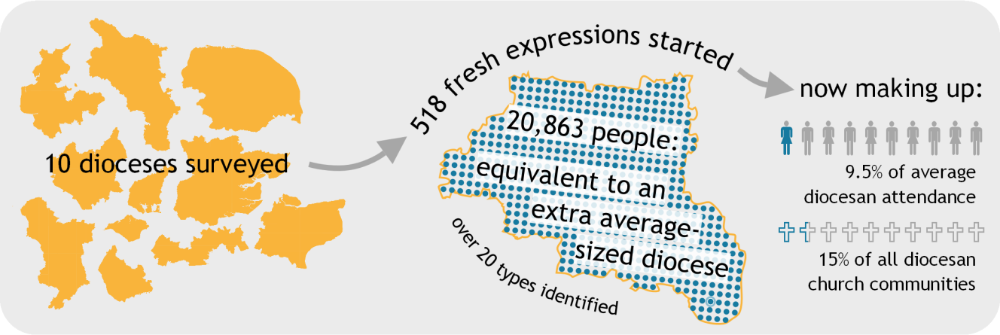 10 dioceses surveyed
518 fresh expressions started
20,863 people:
equivalent to an
extra average-
sized diocese
over 20 types identified
now making up:
9.5% of average
diocesan attendance
15% of all diocesan
church communities